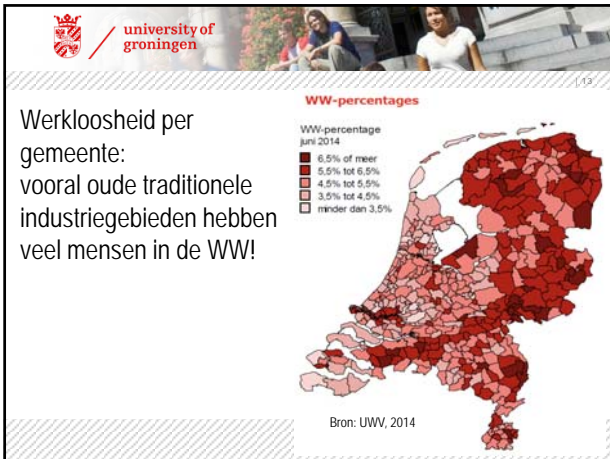 university of
groningen
| 13
Werkloosheid per
gemeente:
vooral oude traditionele
industriegebieden hebben
veel mensen in de WW!
WW-percentages
WW-percentage
juni 2014
6,5% of meer
5,5% tot 6,5%
4,5% tot 5,5%
3,5% tot 4,5%
minder dan 3,5%
Bron: UWV, 2014